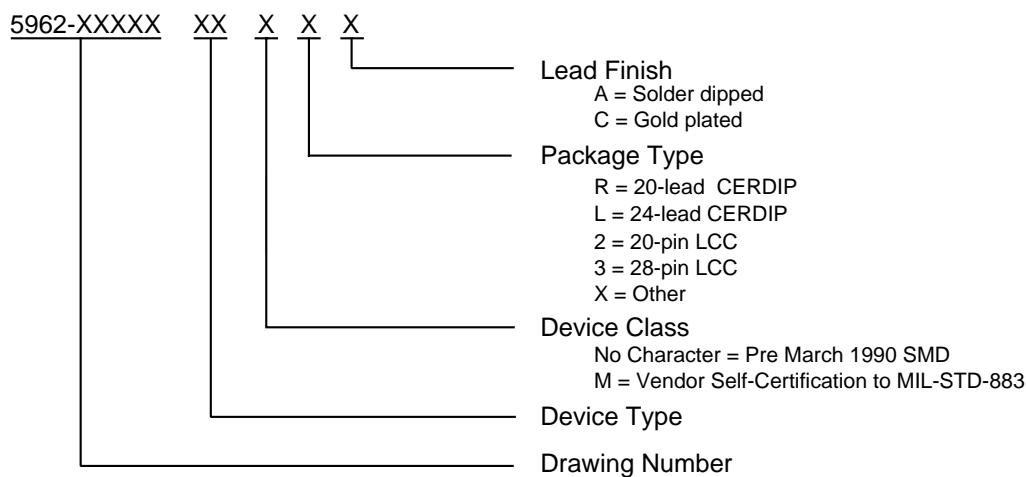 5962-XXXXX XX X X X
Lead Finish
A = Solder dipped
C = Gold plated
Package Type
R = 20-lead CERDIP
L = 24-lead CERDIP
2 = 20-pin LCC
3 = 28-pin LCC
X = Other
Device Class
No Character = Pre March 1990 SMD
M = Vendor Self-Certification to MIL-STD-883
Device Type
Drawing Number